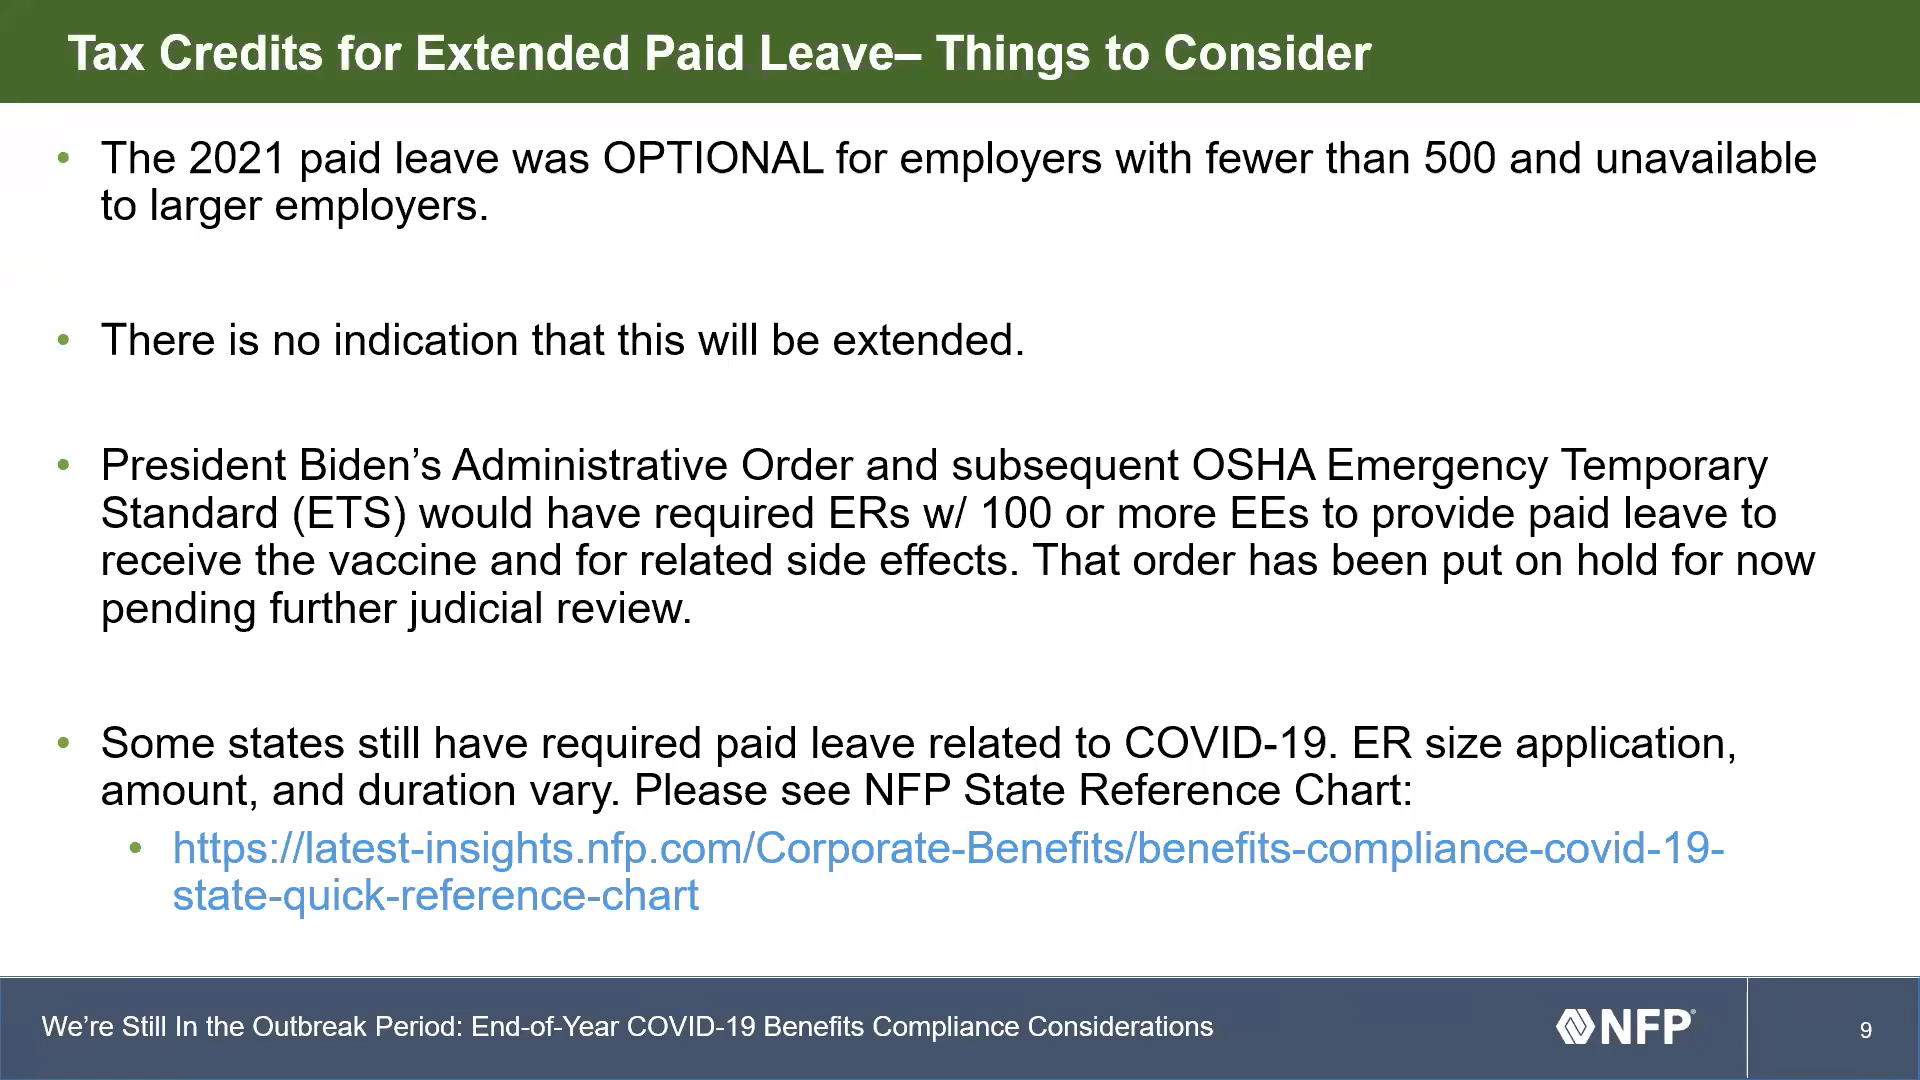 Tax Credits for Extended Paid Leave– Things to Consider
• The 2021 paid leave was OPTIONAL for employers with fewer than 500 and unavailable
to larger employers.
• There is no indication that this will be extended.
• President Biden’s Administrative Order and subsequent OSHA Emergency Temporary
Standard (ETS) would have required ERs w/ 100 or more EEs to provide paid leave to
receive the vaccine and for related side effects. That order has been put on hold for now
pending further judicial review.
• Some states still have required paid leave related to COVID-19. ER size application,
amount, and duration vary. Please see NFP State Reference Chart:
• https://latest-insights.nfp.com/Corporate-Benefits/benefits-compliance-covid-19-
state-quick-reference-chart
We’re Still In the Outbreak Period: End-of-Year COVID-19 Benefits Compliance Considerations
NFP®
9